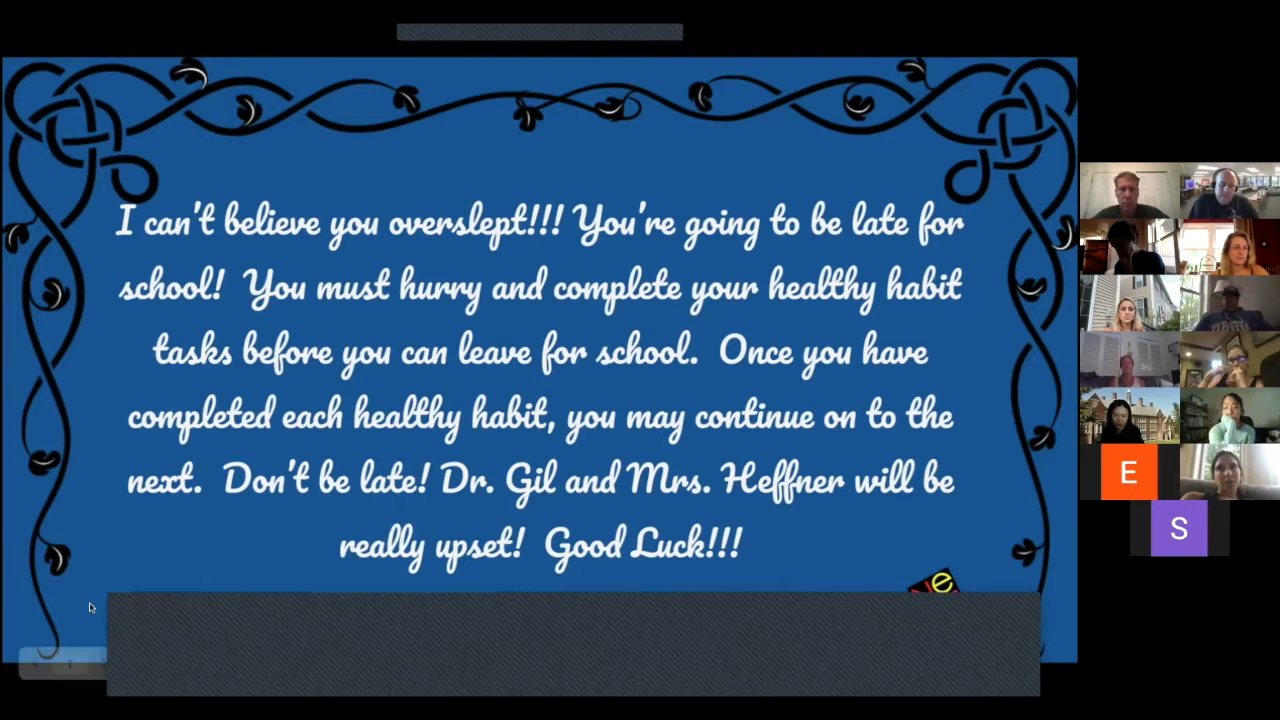 I can't believe you overslept!!! You're going to be late for
school! You must hurry and complete your healthy habit
tasks before you can leave for school. Once you have
completed each healthy habit, you may continue on to the
next. Don't be late! Dr. Gil and Mrs. Heffner will be
really upset! Good Luck!!!
E
S